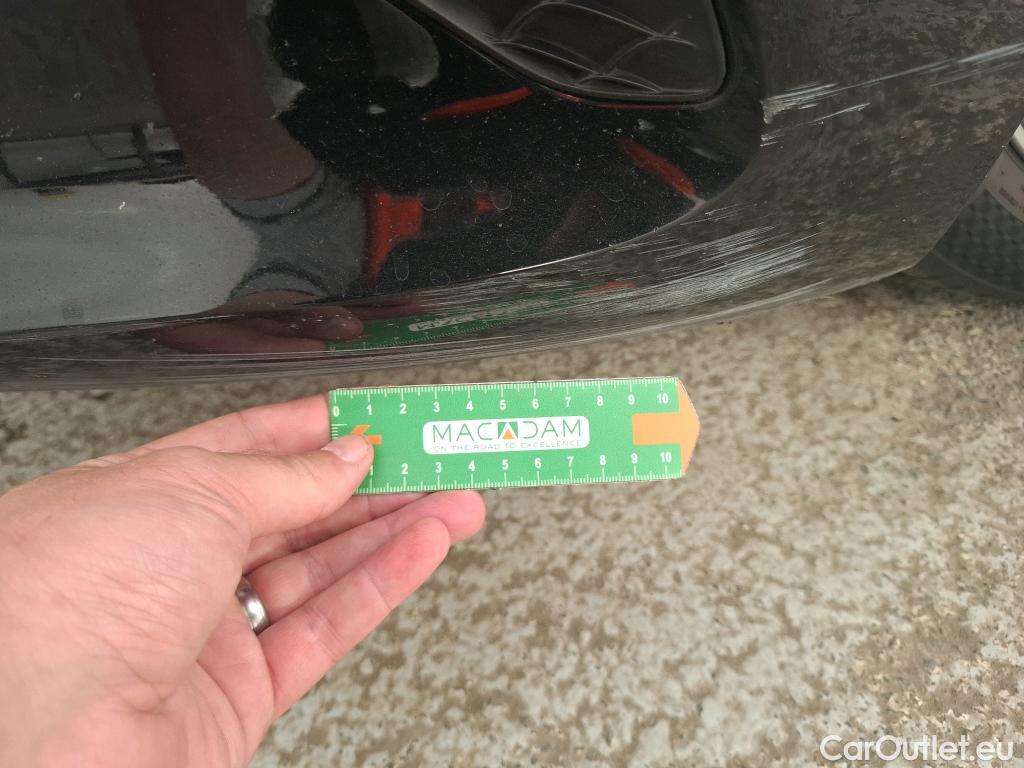 0 1 2 3 4 5 6 7 8 9 10
MACADAM
ON THE ROAD TO EXCELLENCE
1 2 3 4 5 6 7 8 9 10
CarOutlet.eu